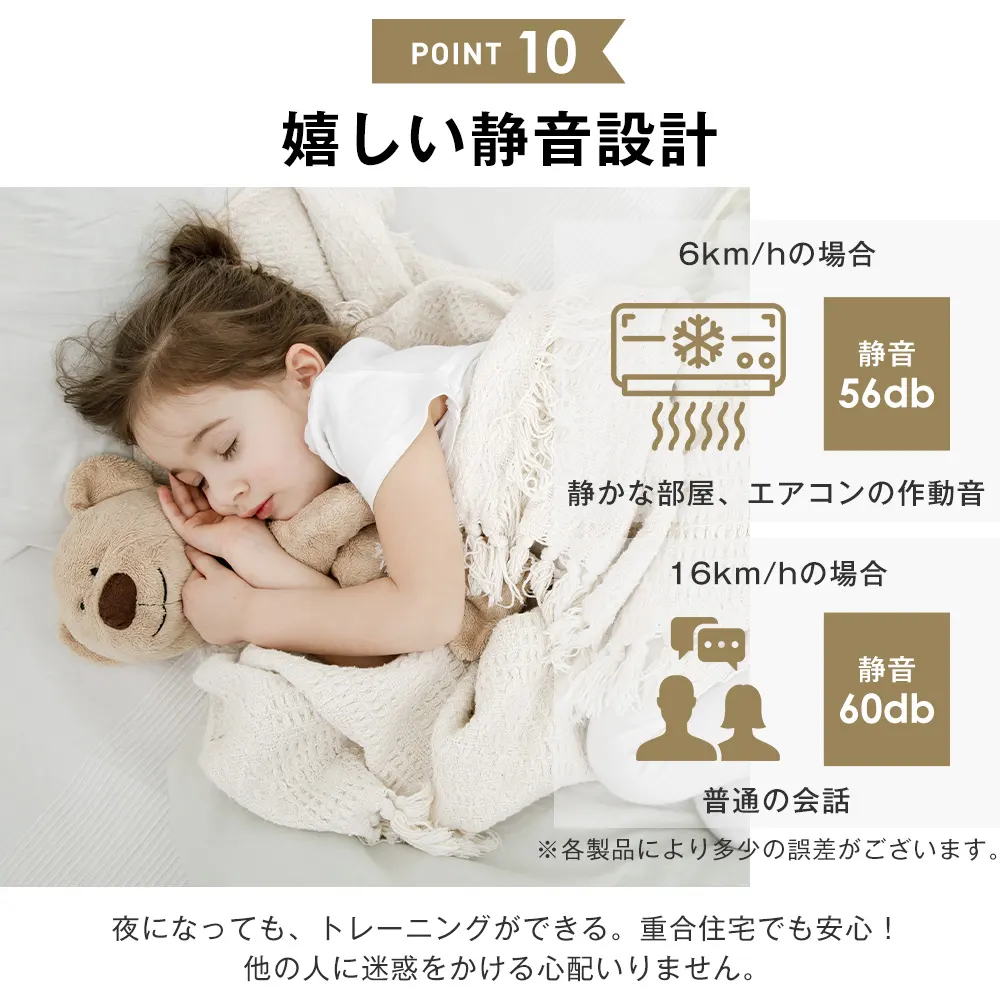 POINT 10
嬉しい静音設計
6km/hの場合
静音
56db
静かな部屋、エアコンの作動音
16km/hの場合
静音
60db
普通の会話
※各製品により多少の誤差がございます。
夜になっても、トレーニングができる。重合住宅でも安心！
他の人に迷惑をかける心配いりません。